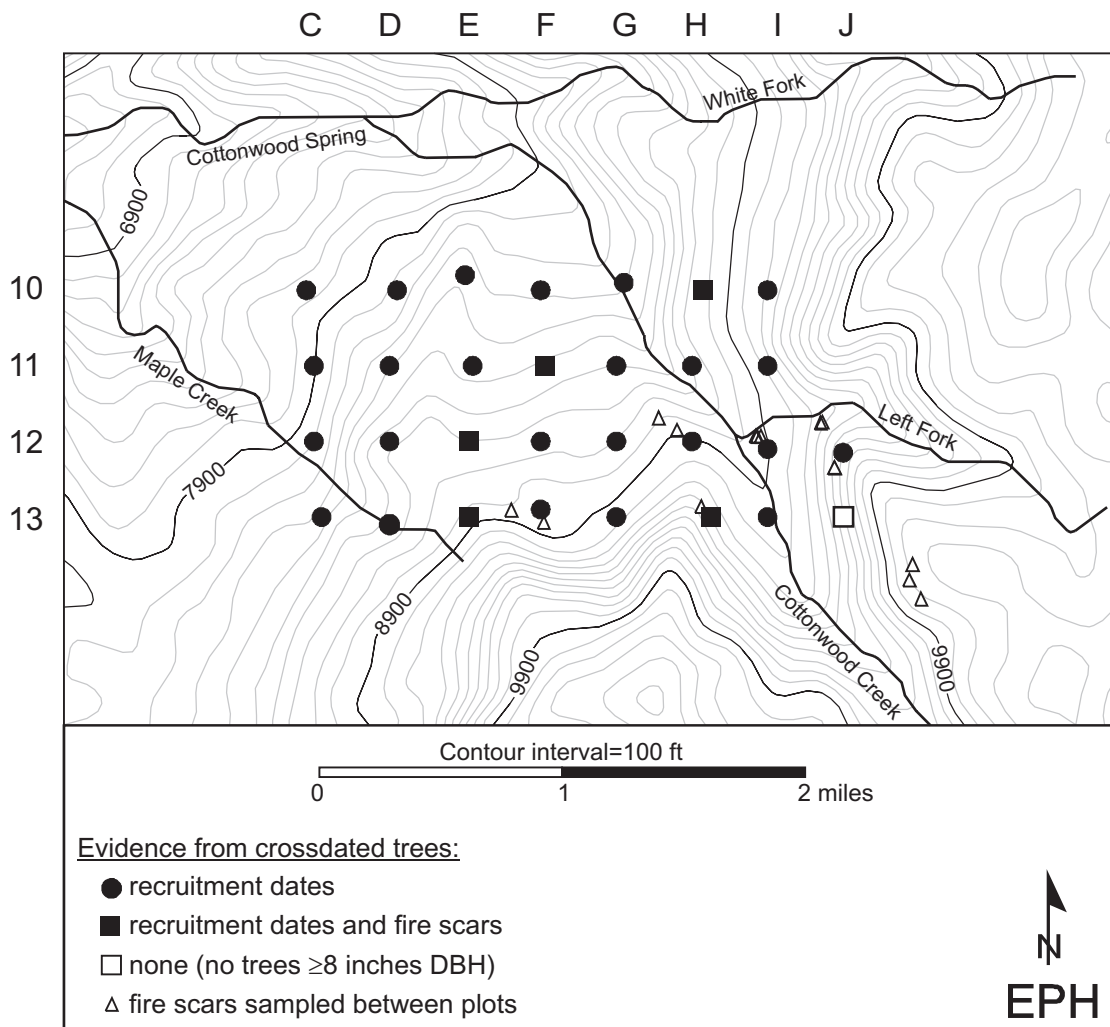 C D E F G H I J
White Fork
Cottonwood Spring
6900
10
Maple Creek
11
Left Fork
12
7900
13
8900
Cottonwood Creek
9900
9900
Contour interval=100 ft
0 1 2 miles
Evidence from crossdated trees:
recruitment dates
recruitment dates and fire scars
none (no trees ≥8 inches DBH)
fire scars sampled between plots
N
EPH